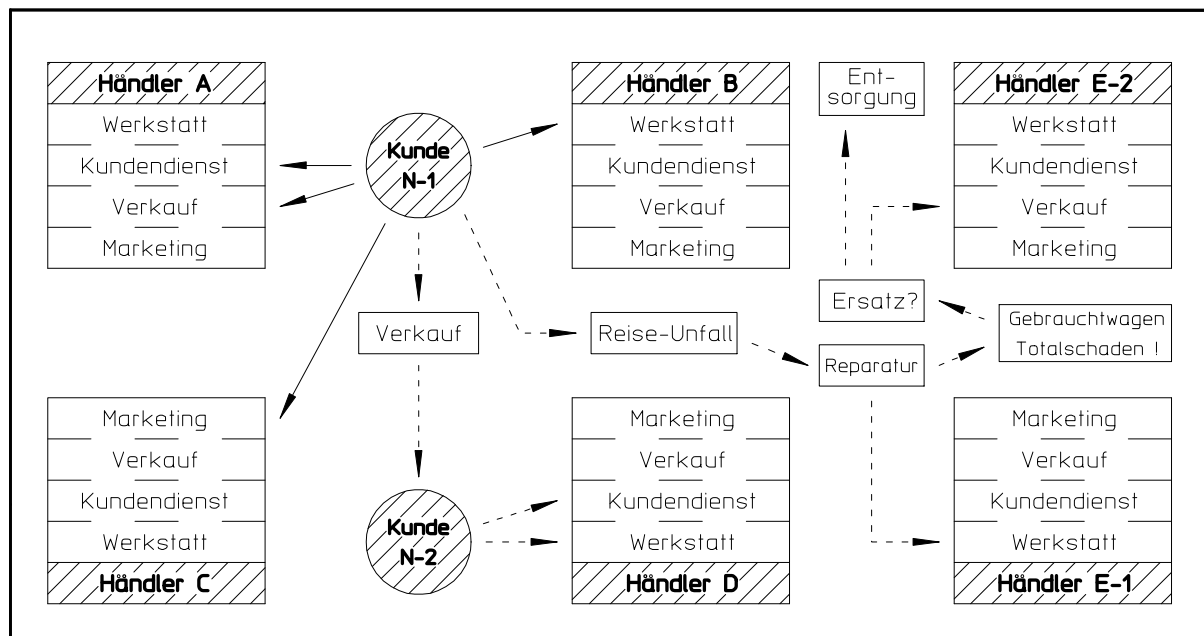 Händler A
Werkstatt
Kundendienst
Verkauf
Marketing
Kunde
N-1
Händler B
Werkstatt
Kundendienst
Verkauf
Marketing
Ent-
sorgung
Händler E-2
Werkstatt
Kundendienst
Verkauf
Marketing
Verkauf
Reise-Unfall
Ersatz?
Reparatur
Gebrauchtwagen
Totalschaden !
Marketing
Verkauf
Kundendienst
Werkstatt
Händler C
Kunde
N-2
Marketing
Verkauf
Kundendienst
Werkstatt
Händler D
Marketing
Verkauf
Kundendienst
Werkstatt
Händler E-1